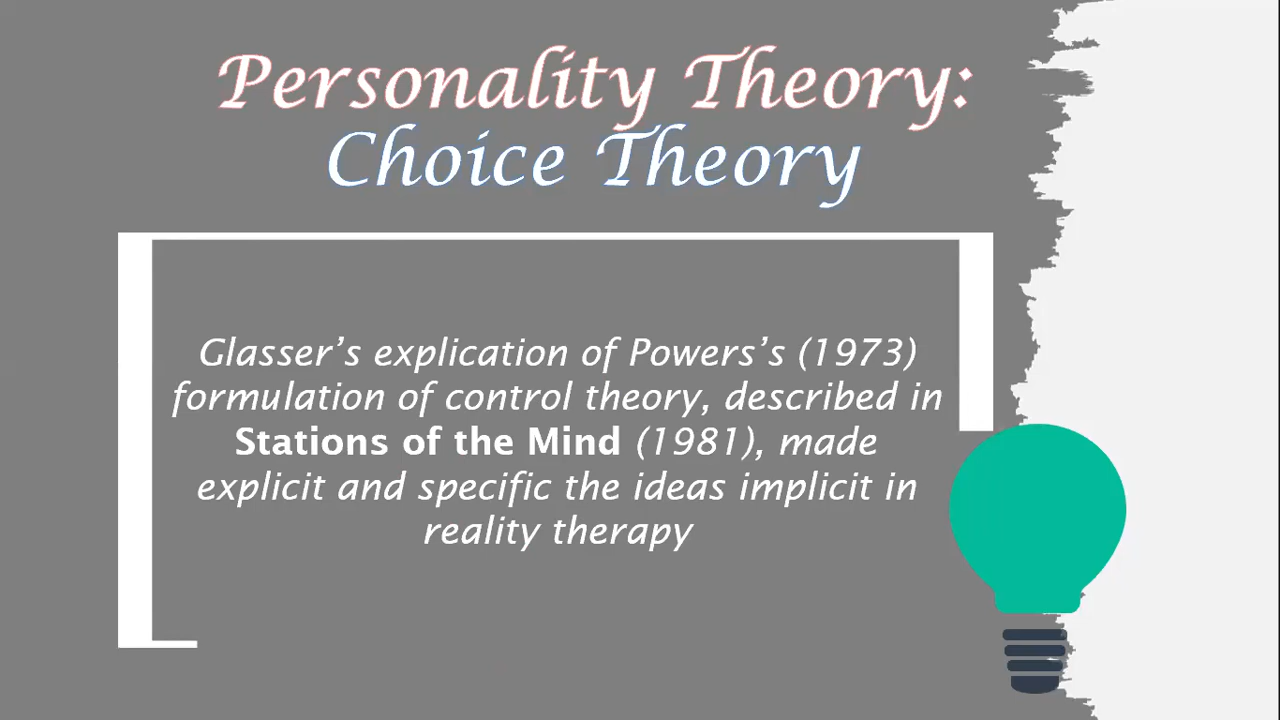 Personality Theory:
Choice Theory
Glasser’s explication of Powers’s (1973)
formulation of control theory, described in
Stations of the Mind (1981), made
explicit and specific the ideas implicit in
reality therapy